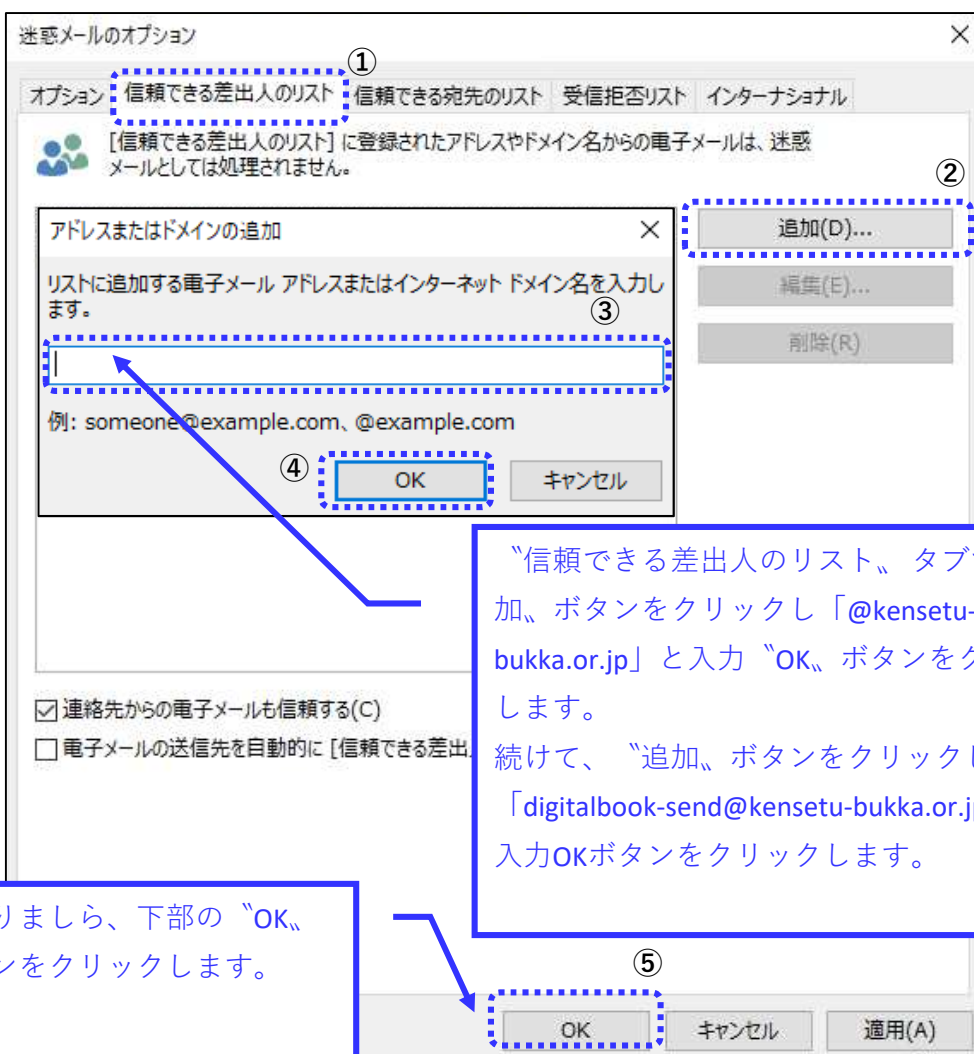 迷惑メールのオプション
①
オプション 信頼できる差出人のリスト 信頼できる宛先のリスト 受信拒否リスト インターナショナル
[信頼できる差出人のリスト] に登録されたアドレスやドメイン名からの電子メールは、迷惑
メールとしては処理されません。
②
アドレスまたはドメインの追加
追加(D)...
リストに追加する電子メール アドレスまたはインターネット ドメイン名を入力し
ます。
編集(E)...
③
削除(R)
例: someone@example.com、@example.com
④
OK キャンセル
〝信頼できる差出人のリスト〟 タブ
加〟ボタンをクリックし「@kensetu-
bukka.or.jp」と入力〝OK〟ボタンを
します。
続けて、 〝追加〟ボタンをクリック
「digitalbook-send@kensetu-bukka.or.j
入力OKボタンをクリックします。
連絡先からの電子メールも信頼する(C)
電子メールの送信先を自動的に [信頼できる差出
りましら、下部の〝OK〟
ンをクリックします。
⑤
OK キャンセル 適用(A)